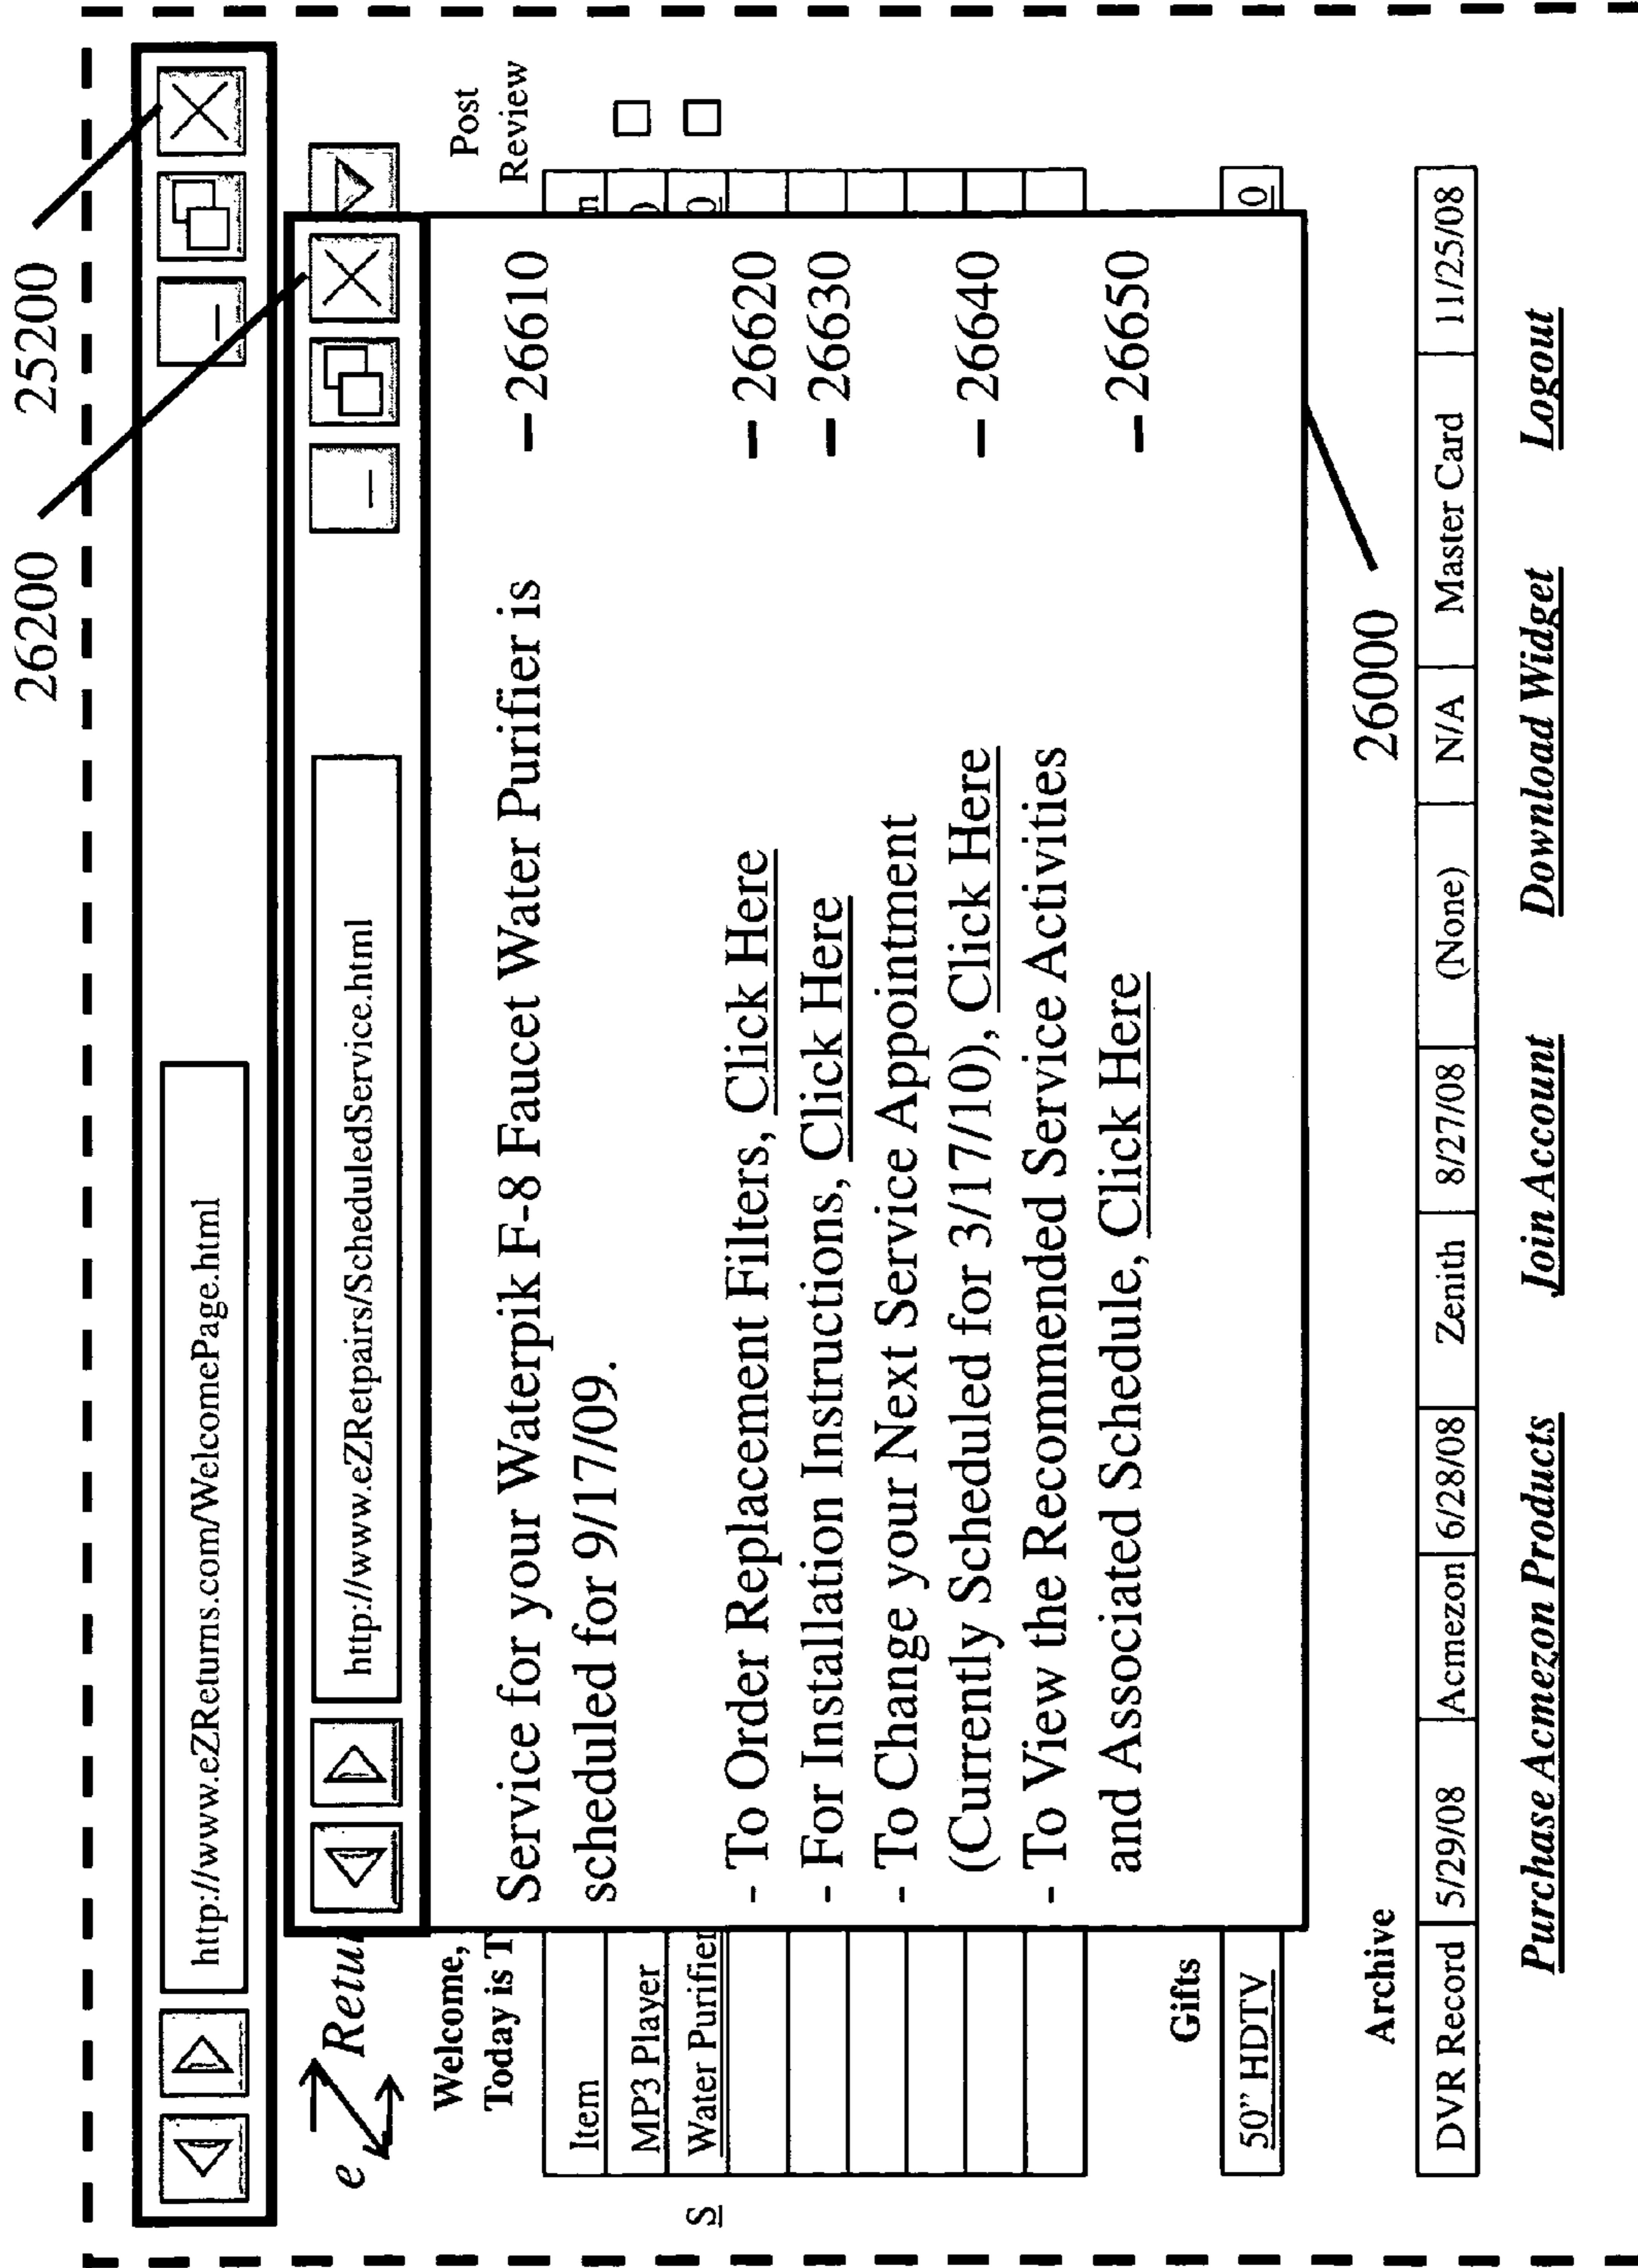 26200 25200
http://www.eZReturns.com/WelcomePage.html
http://www.eZRetpairs/ScheduledService.html
e Z Retu
Welcome,
Today is T
Post
Review
Service for your Waterpik F-8 Faucet Water Purifier is
– 26610
scheduled for 9/17/09.
- To Order Replacement Filters, Click Here
– 26620
- For Installation Instructions, Click Here
– 26630
- To Change your Next Service Appointment
(Currently Scheduled for 3/17/10), Click Here
– 26640
- To View the Recommended Service Activities
and Associated Schedule, Click Here
– 26650
Item
n
MP3 Player
S Water Purifier
Gifts
50” HDTV
0
26000
Archive
DVR Record 5/29/08 Acmezon 6/28/08 Zenith 8/27/08 (None) N/A Master Card 11/25/08
Purchase Acmezon Products Join Account Download Widget Logout